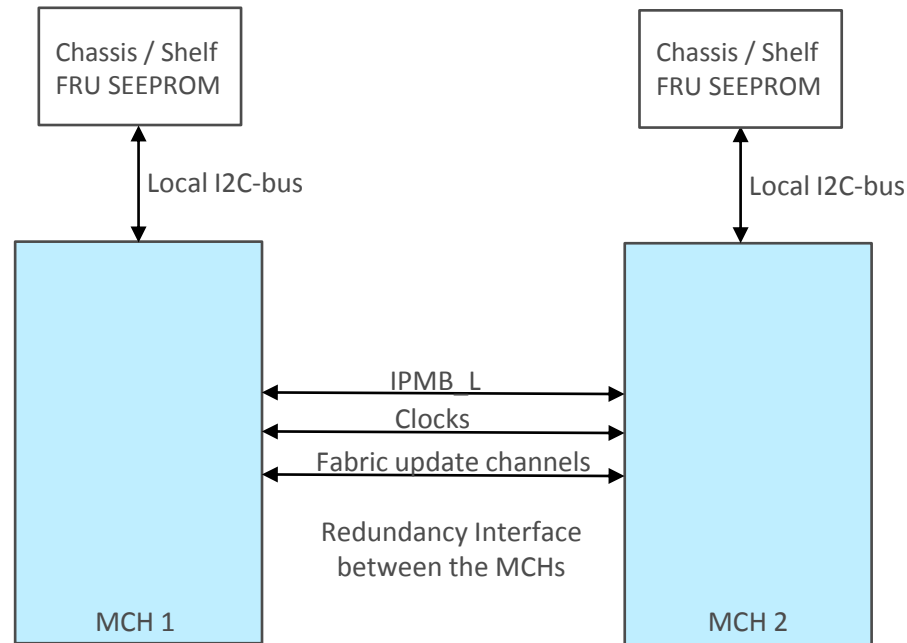 Chassis / Shelf
FRU SEEPROM
Chassis / Shelf
FRU SEEPROM
Local I2C-bus
Local I2C-bus
IPMB_L
Clocks
Fabric update channels
Redundancy Interface
between the MCHs
MCH 1
MCH 2